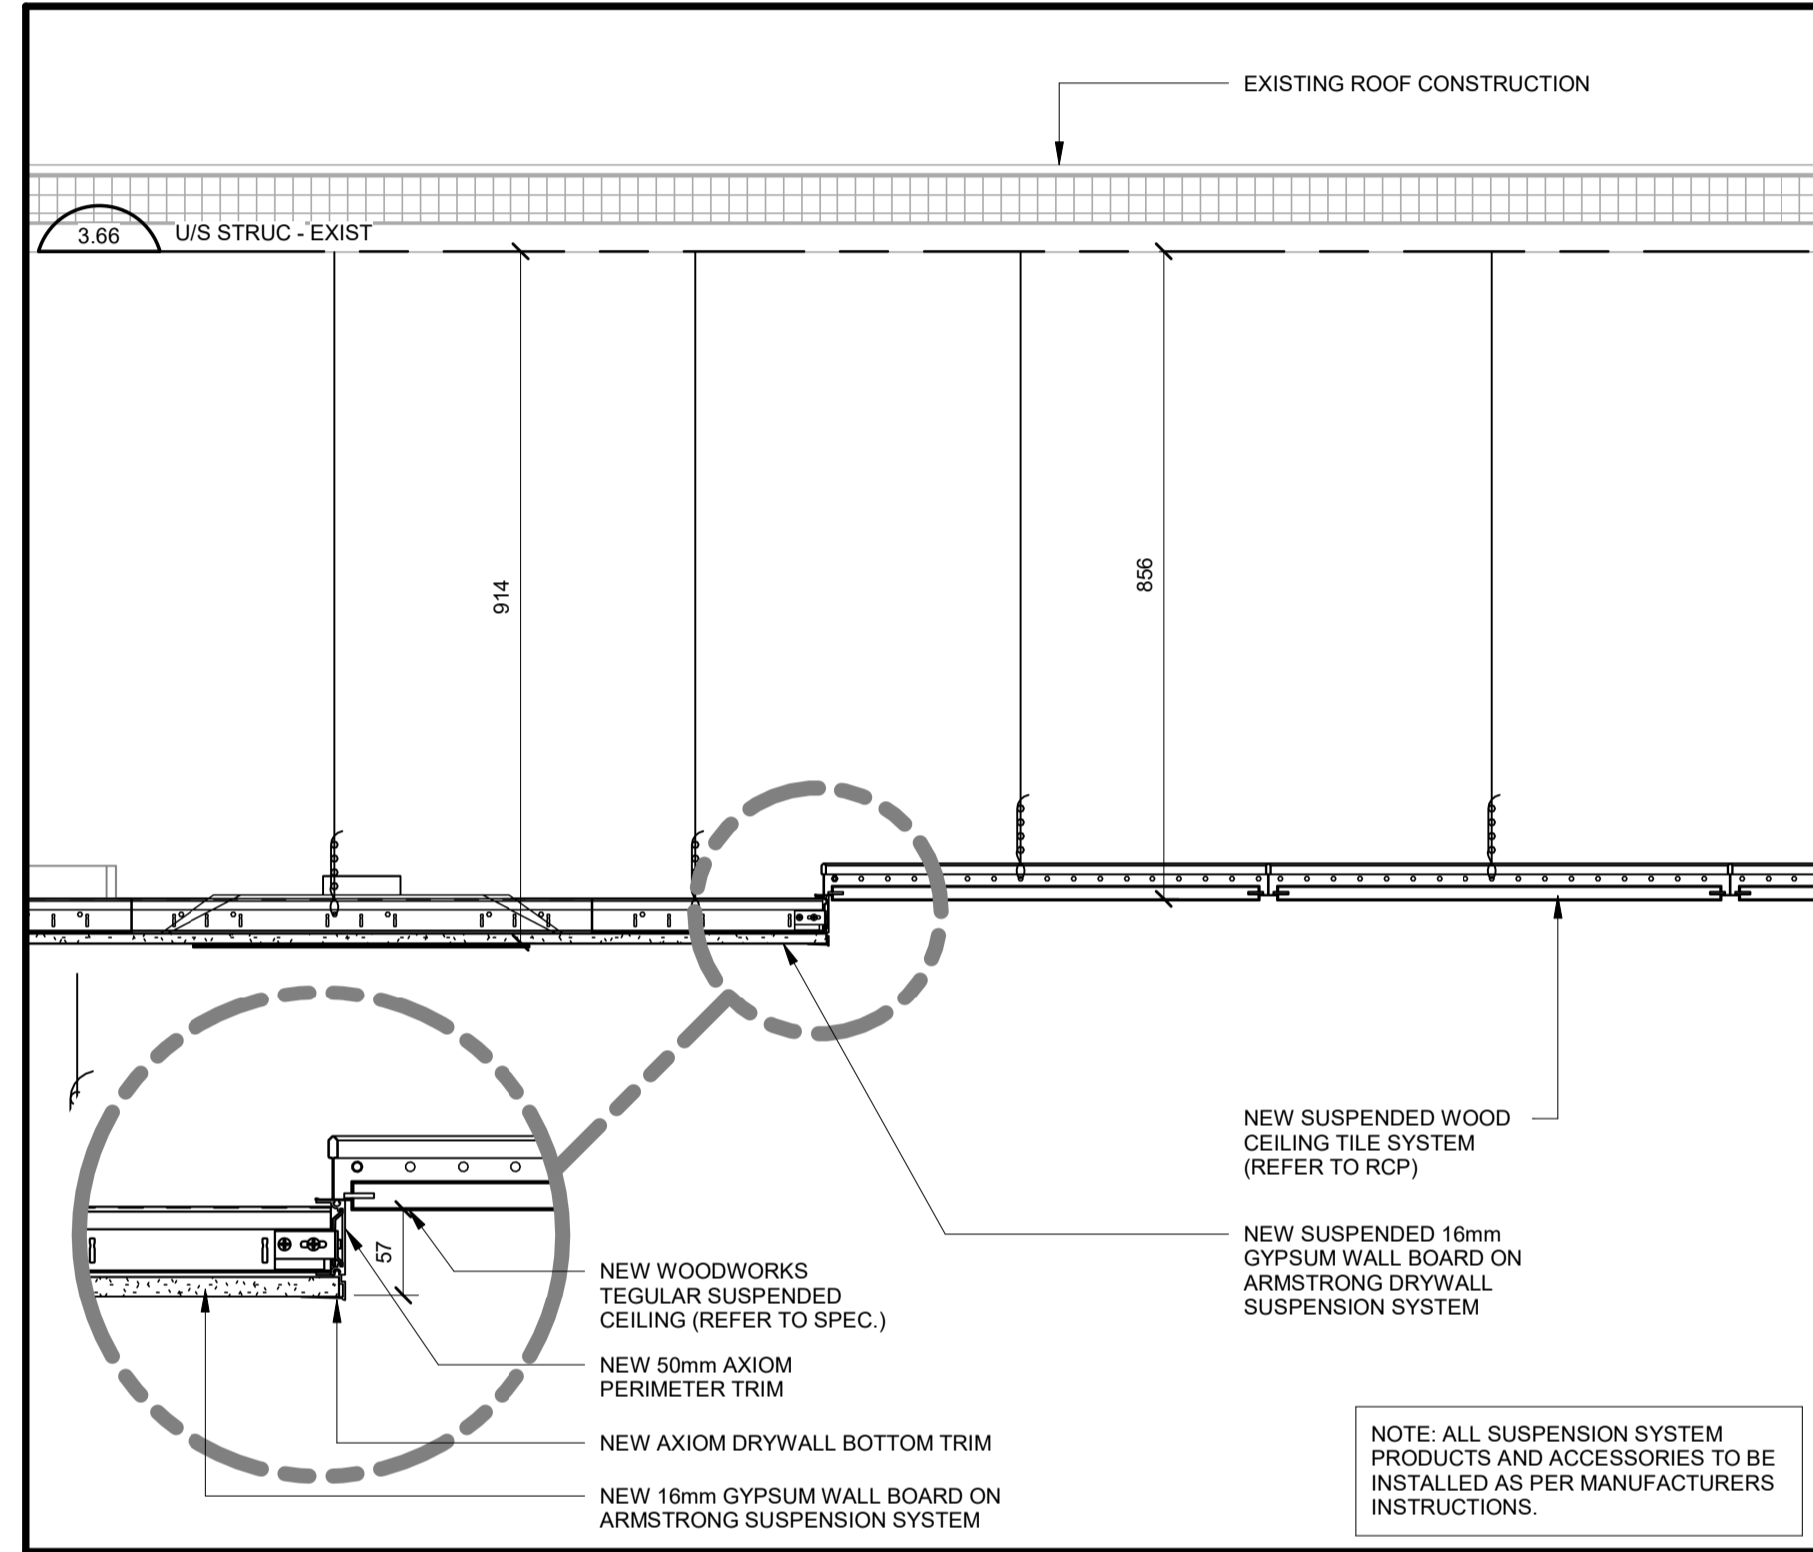 EXISTING ROOF CONSTRUCTION
3.66
U/S STRUC - EXIST
914
856
NEW SUSPENDED WOOD
CEILING TILE SYSTEM
(REFER TO RCP)
NEW SUSPENDED 16mm
GYPSUM WALL BOARD ON
ARMSTRONG DRYWALL
SUSPENSION SYSTEM
57
NEW WOODWORKS
TEGULAR SUSPENDED
CEILING (REFER TO SPEC.)
NEW 50mm AXIOM
PERIMETER TRIM
NEW AXIOM DRYWALL BOTTOM TRIM
NEW 16mm GYPSUM WALL BOARD ON
ARMSTRONG SUSPENSION SYSTEM
NOTE: ALL SUSPENSION SYSTEM
PRODUCTS AND ACCESSORIES TO BE
INSTALLED AS PER MANUFACTURERS
INSTRUCTIONS.